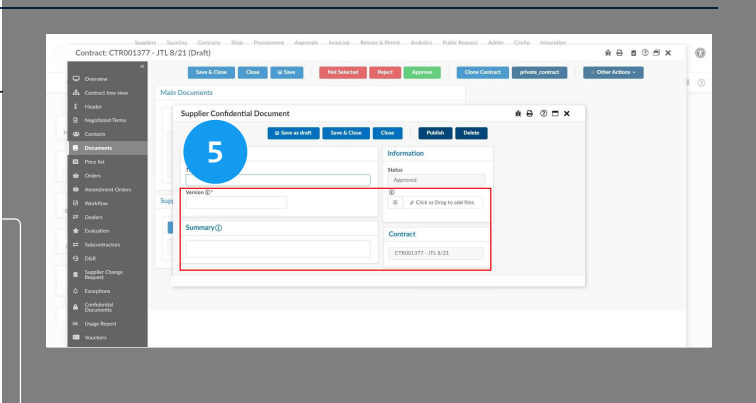 Suppliers Sourcing Contracts Shop Procurement Approvals Invoicing Release & Permit Analytics Public Request Admin Config Integration
Contract: CTR001377 - JTL 8/21 (Draft)
Save & Close Close Save Not Selected Reject Approve Clone Contract private_contract Other Actions
Overview
Contract tree view
Header
Negotiated Terms
Contacts
Documents
Price list
Orders
Amendment Orders
Workflow
Dealers
Evaluation
Subcontractors
D&R
Supplier Change
Request
Exceptions
Confidential
Documents
Usage Report
Vouchers
Main Documents
Supplier Confidential Document
Save as draft Save & Close Close Publish Delete
5
Version *
Summary
Information
Status
Approved
Click or Drag to add files
Contract
CTR001377 - JTL 8/21